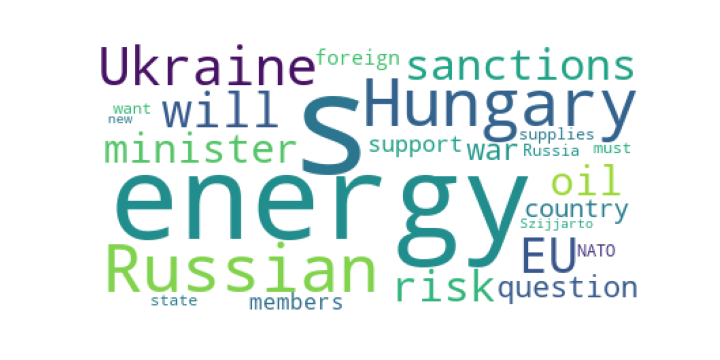 Ukraine foreign sanctions
want new will s Hungary
minister support war supplies Russia must
energy oil
country
Szijjarto
Russian EU NATO
risk question
state members